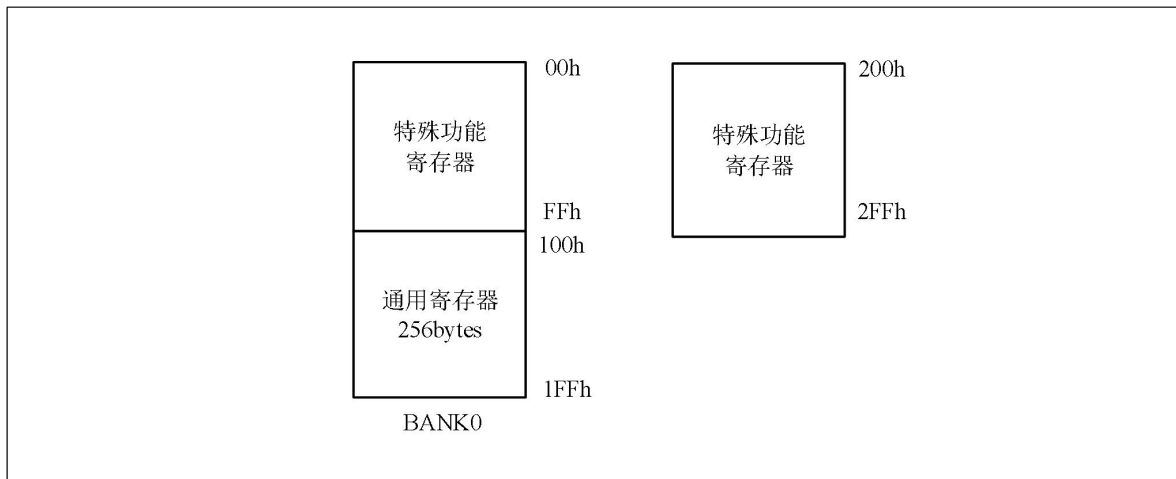 00h
特殊功能
寄存器
FFh
100h
通用寄存器
256bytes
1FFh
BANK0
200h
特殊功能
寄存器
2FFh